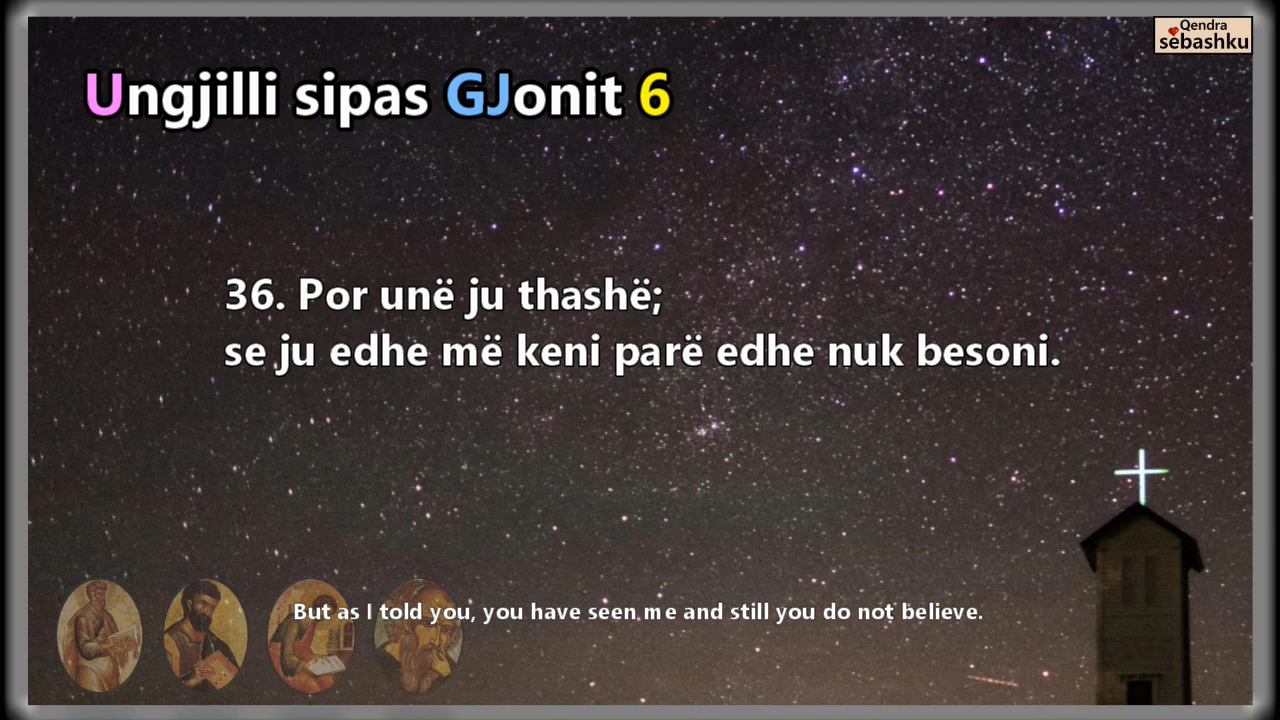 Qendra
sebashku
Ungjilli sipas GJonit 6
36. Por unë ju thashë;
se ju edhe më keni parë edhe nuk besoni.
But as I told you, you have seen me and still you do not believe.